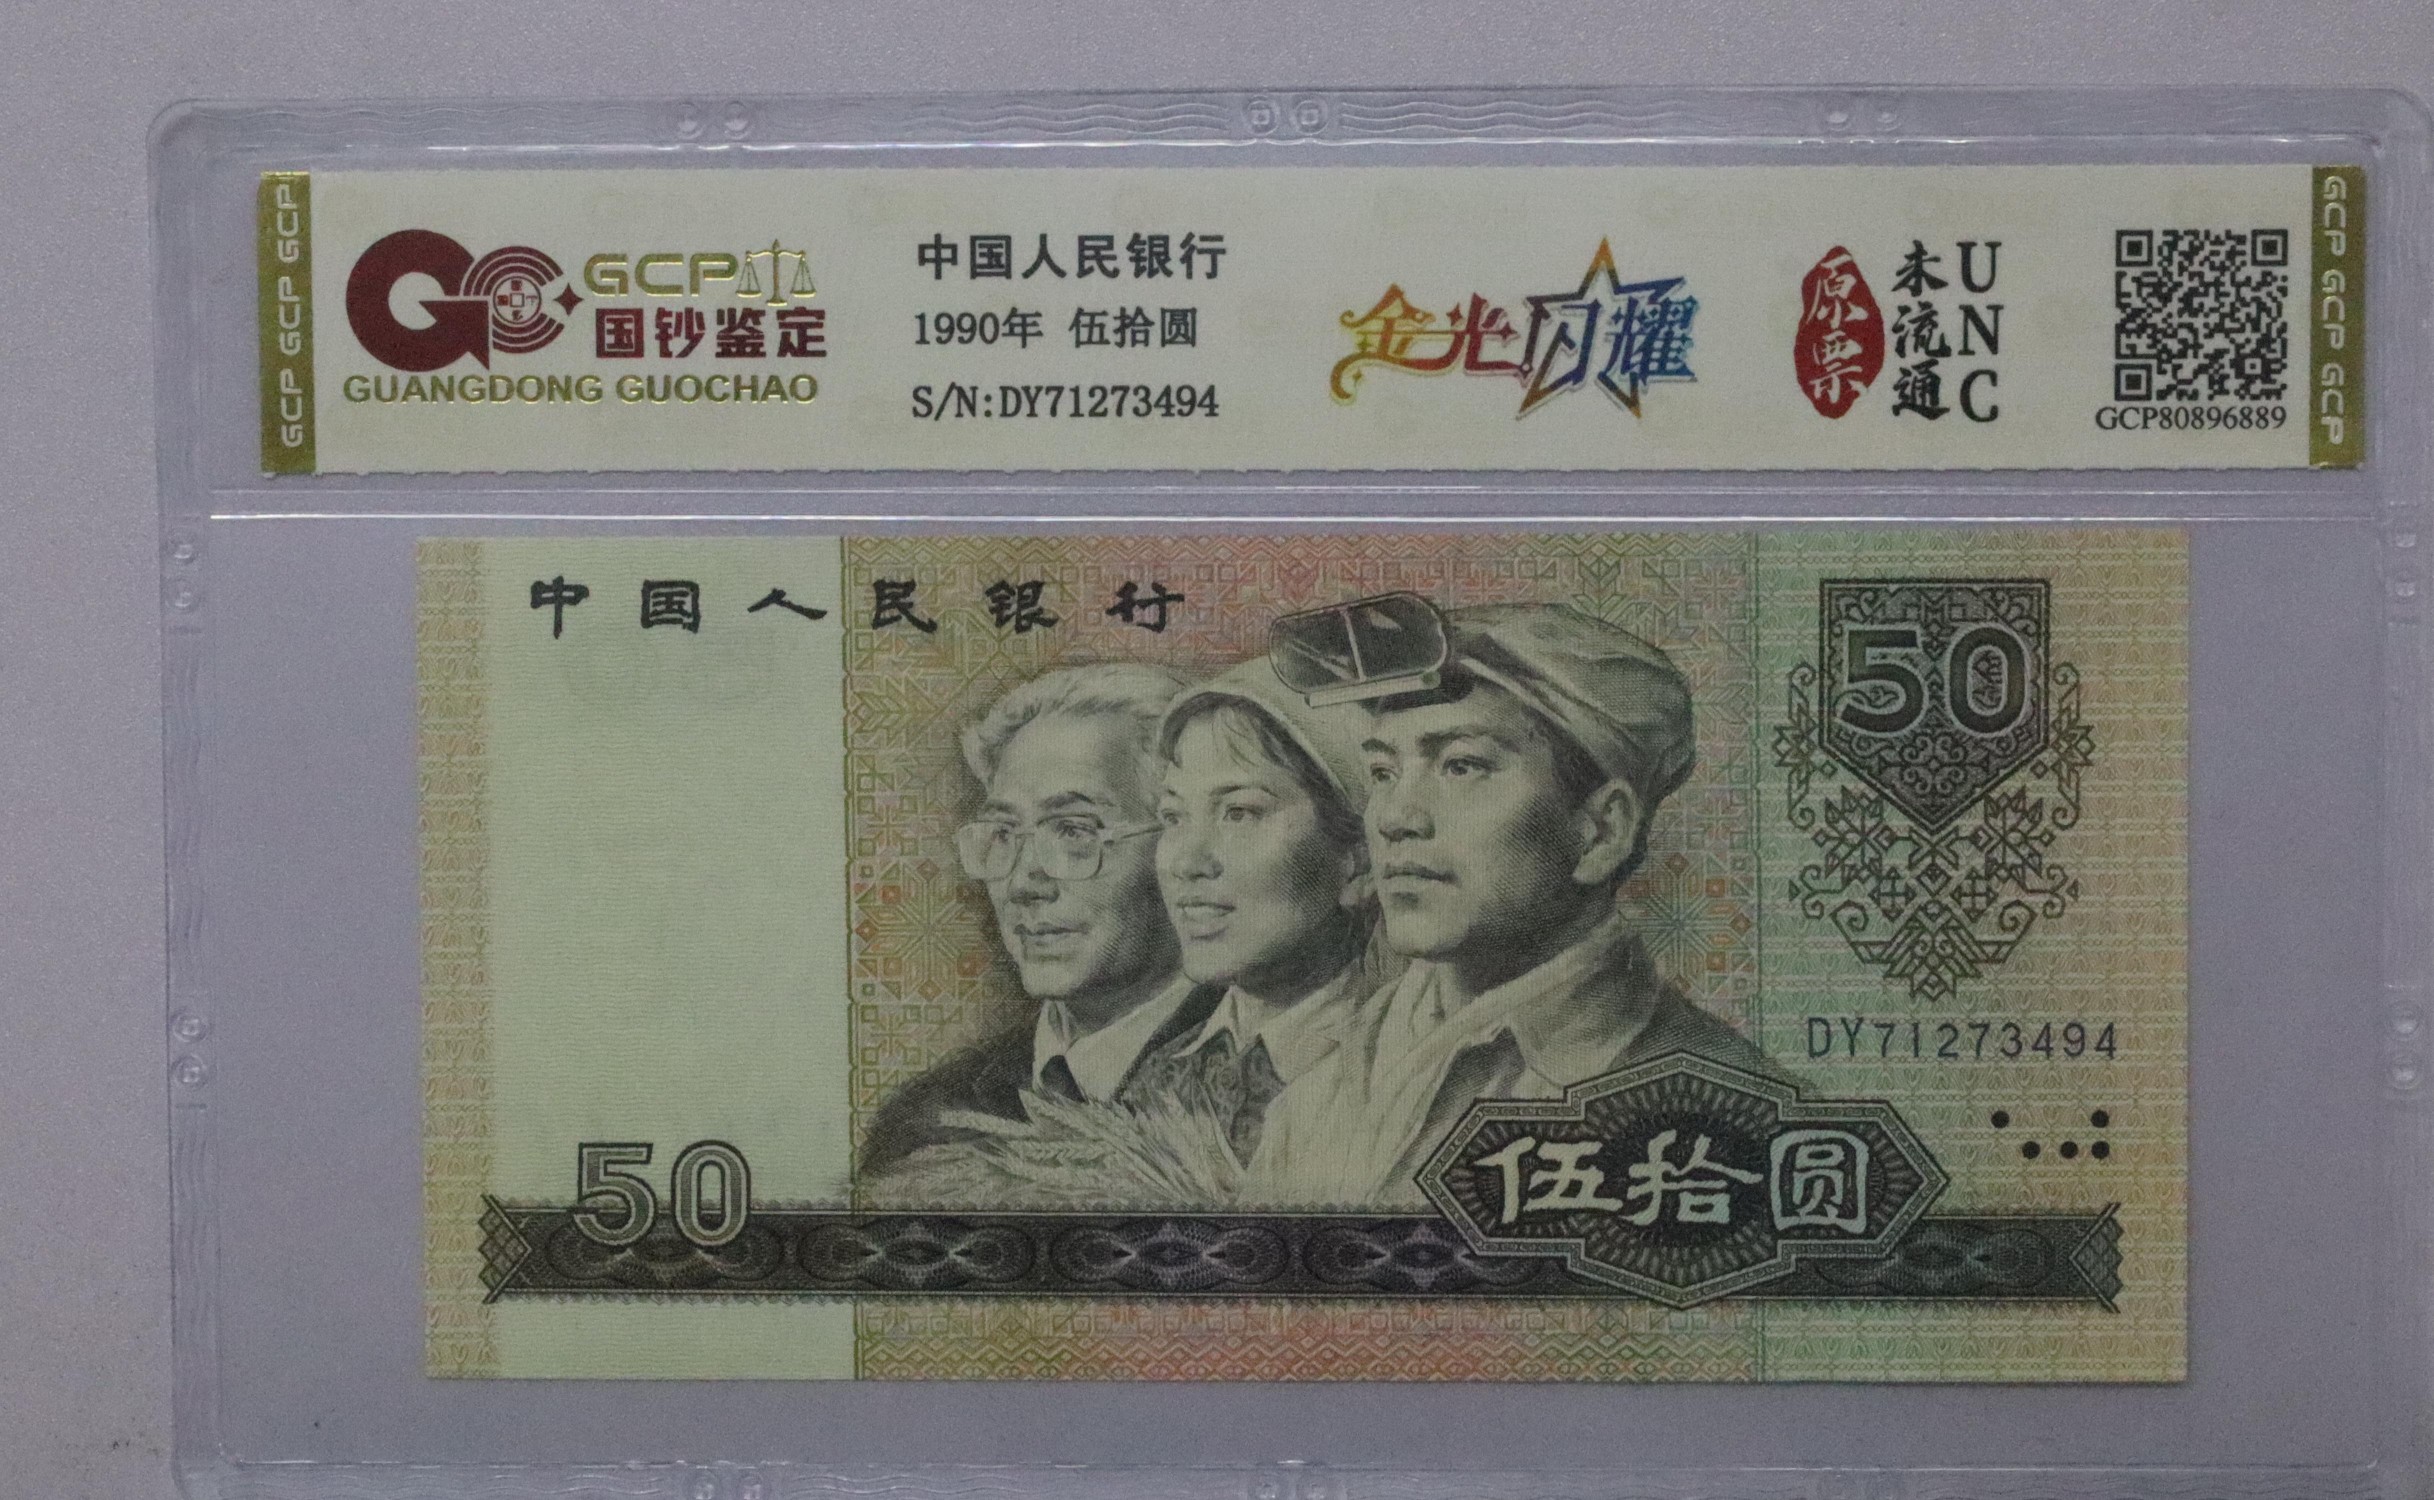 GCP GCP GCP
GCP
国钞鉴定
GUANGDONG GUOCHAO
中国人民银行
1990年 伍拾圆
S/N:DY71273494
金光闪耀
原票
未流通
UNC
GCP80896889
GCP GCP GCP
中国人民银行
50
DY71273494
50
伍拾圆